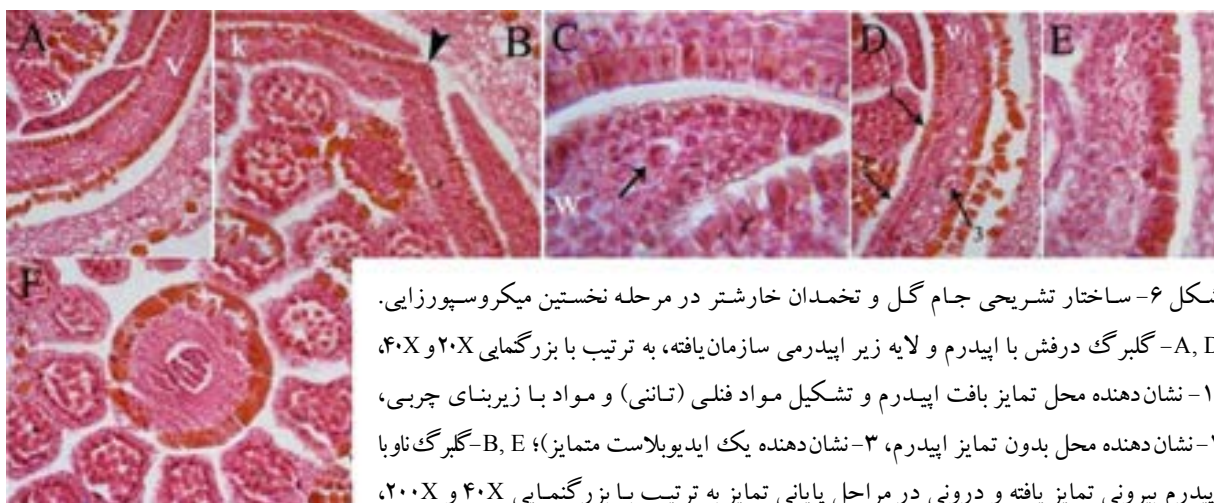 A
V
w
B
k
C
W
D
v
3
E
F
شکل ۶- ساختار تشریحی جام گل و تخمدان خارشتر در مرحله نخستین میکروسپورزایی.
A, D- گلبرگ درفش با اپیدرم و لایه زیر اپیدرمی سازمان‌یافته، به ترتیب با بزرگنمایی ۲۰X و ۴۰X،
۱- نشان‌دهنده محل تمایز بافت اپیدرم و تشکیل مواد فنلی (تاننی) و مواد با زیربنای چربی،
۲- نشان‌دهنده محل بدون تمایز اپیدرم، ۳- نشان‌دهنده یک ایدیوبلاست متمایز)؛ B, E- گلبرگ ناو با
اپیدرم بیرونی تمایز یافته و درونی در مراحل پایانی تمایز به ترتیب با بزرگنمایی ۴۰X و ۲۰۰X،